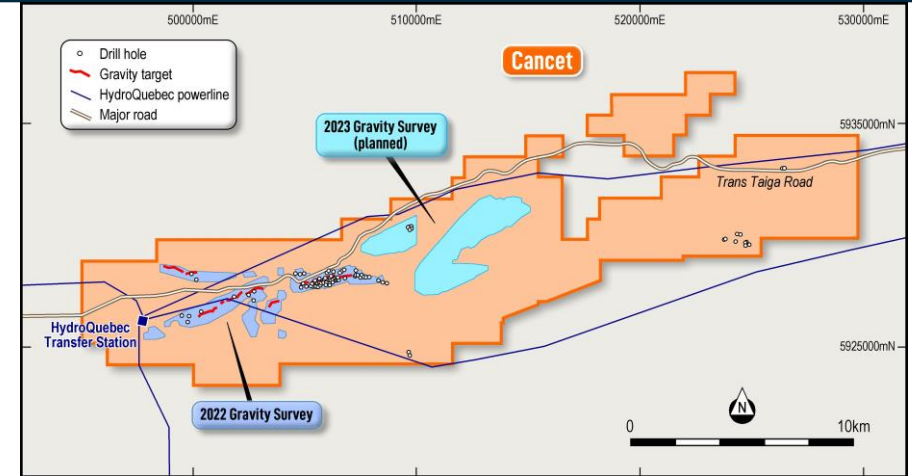 500000mE
510000mE
520000mE
530000mE
Drill hole
Gravity target
HydroQuebec powerline
Major road
Cancet
2023 Gravity Survey
(planned)
5935000mN
Trans Taiga Road
HydroQuebec
Transfer Station
5925000mN
2022 Gravity Survey
N
0
10km